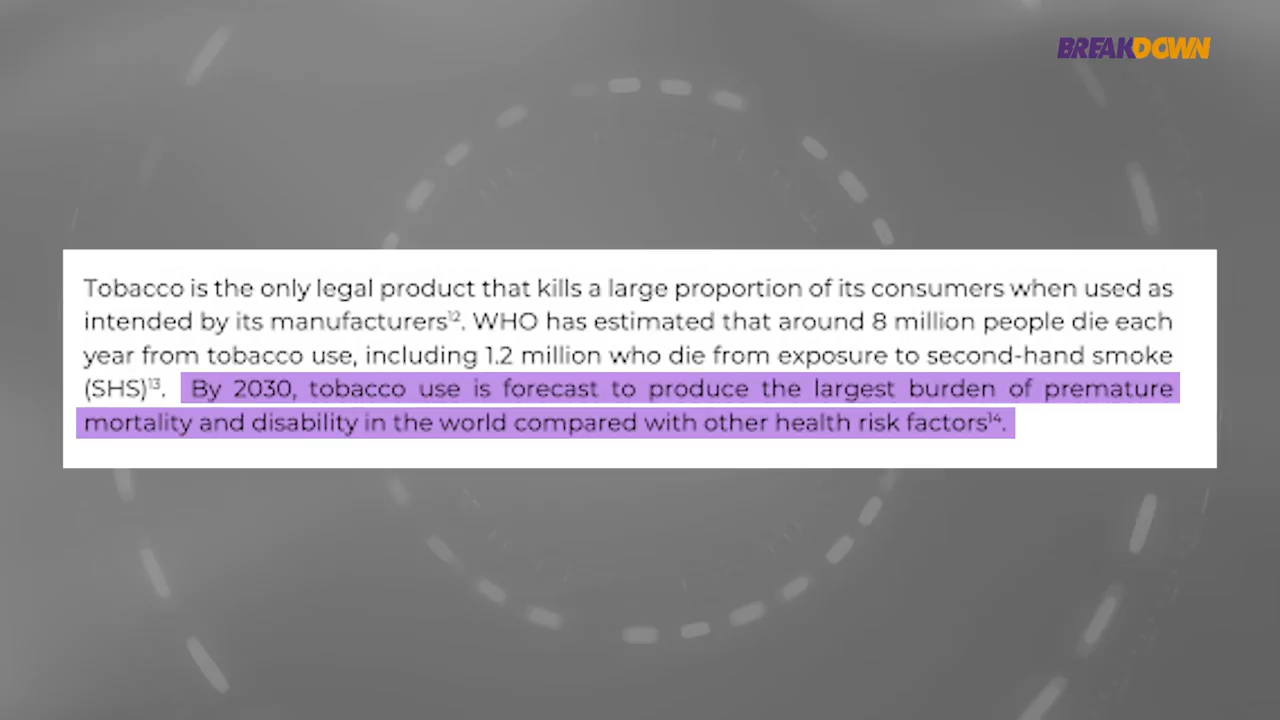 BREAKDOWN
Tobacco is the only legal product that kills a large proportion of its consumers when used as
intended by its manufacturers¹². WHO has estimated that around 8 million people die each
year from tobacco use, including 1.2 million who die from exposure to second-hand smoke
(SHS)¹³. By 2030, tobacco use is forecast to produce the largest burden of premature
mortality and disability in the world compared with other health risk factors¹⁴.